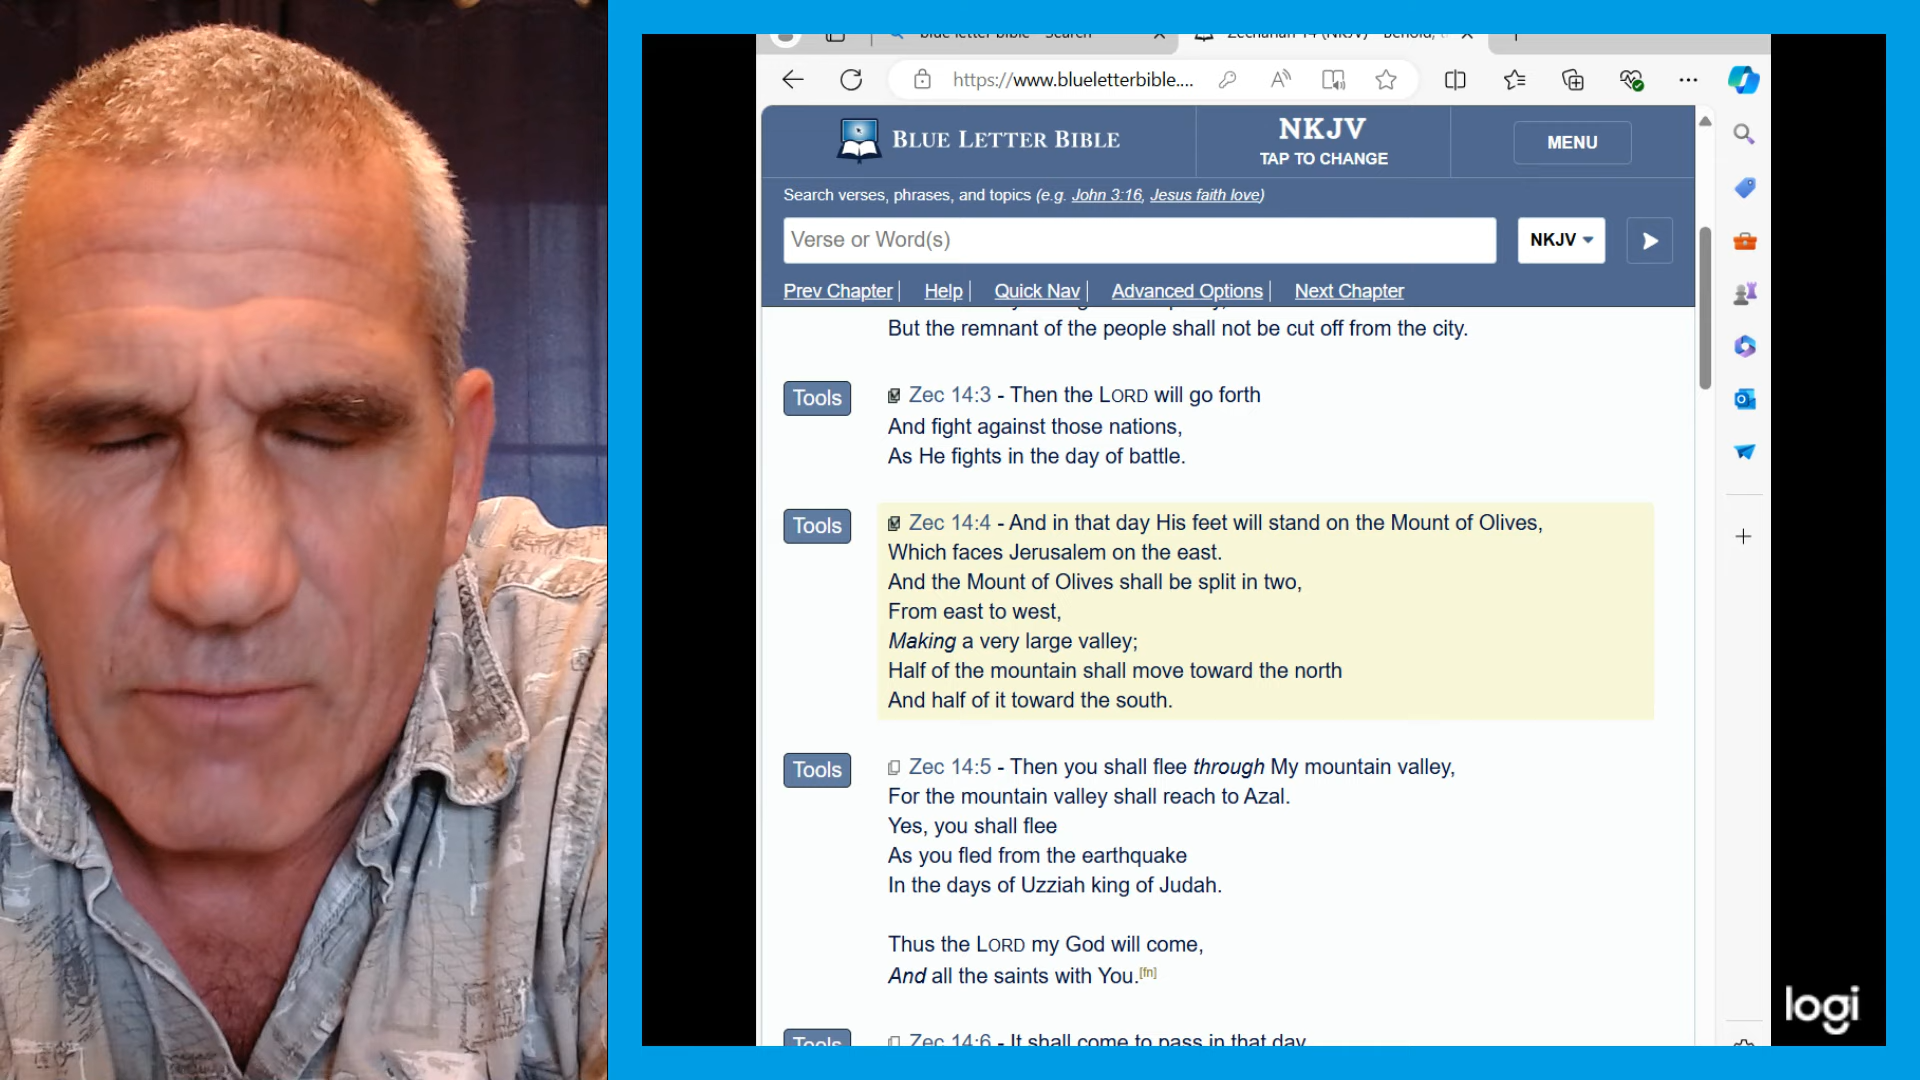 blue letter bible - Search
Zechariah 14 (NKJV) - Behold,
https://www.blueletterbible....
BLUE LETTER BIBLE
NKJV
TAP TO CHANGE
MENU
Search verses, phrases, and topics (e.g. John 3:16, Jesus faith love)
Verse or Word(s)
NKJV
Prev Chapter | Help | Quick Nav | Advanced Options | Next Chapter
But the remnant of the people shall not be cut off from the city.
Tools
Zec 14:3 - Then the LORD will go forth
And fight against those nations,
As He fights in the day of battle.
Tools
Zec 14:4 - And in that day His feet will stand on the Mount of Olives,
Which faces Jerusalem on the east.
And the Mount of Olives shall be split in two,
From east to west,
Making a very large valley;
Half of the mountain shall move toward the north
And half of it toward the south.
Tools
Zec 14:5 - Then you shall flee through My mountain valley,
For the mountain valley shall reach to Azal.
Yes, you shall flee
As you fled from the earthquake
In the days of Uzziah king of Judah.
Thus the LORD my God will come,
And all the saints with You.[fn]
Tools
Zec 14:6 - It shall come to pass in that day
logi